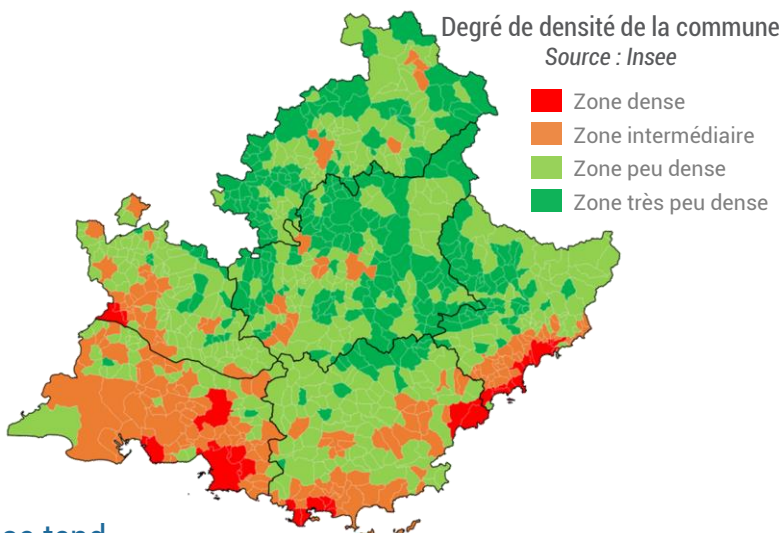 Degré de densité de la commune
Source : Insee
Zone dense
Zone intermédiaire
Zone peu dense
Zone très peu dense